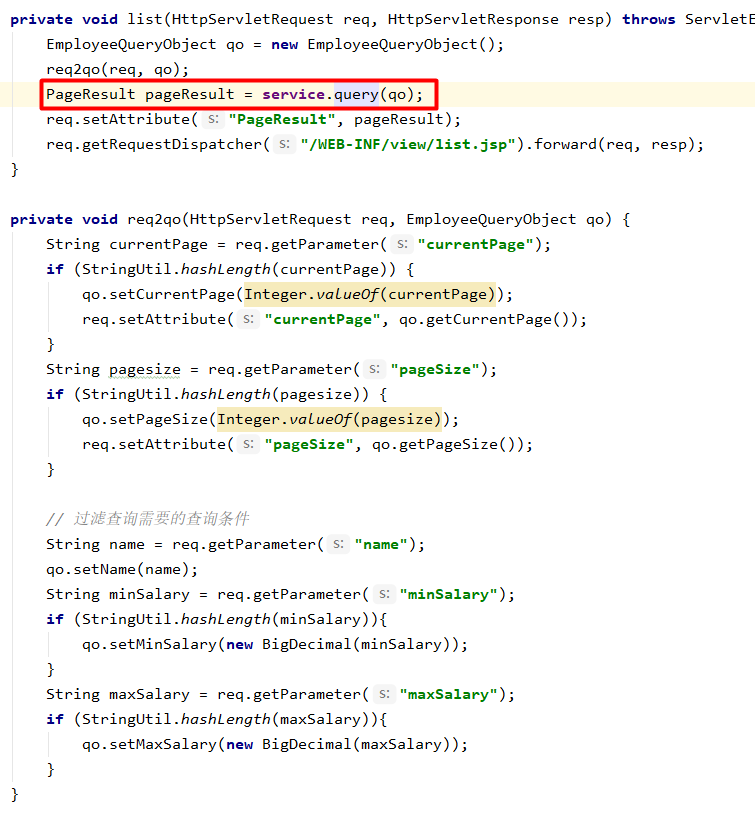 private void list(HttpServletRequest req, HttpServletResponse resp) throws ServletE
EmployeeQueryObject qo = new EmployeeQueryObject();
req2qo(req, qo);
PageResult pageResult = service.query(qo);
req.setAttribute( s: "PageResult", pageResult);
req.getRequestDispatcher( s: "/WEB-INF/view/list.jsp").forward(req, resp);
}
private void req2qo(HttpServletRequest req, EmployeeQueryObject qo) {
String currentPage = req.getParameter( s: "currentPage");
if (StringUtil.hashLength(currentPage)) {
qo.setCurrentPage(Integer.valueOf(currentPage));
req.setAttribute( s: "currentPage", qo.getCurrentPage());
}
String pagesize = req.getParameter( s: "pageSize");
if (StringUtil.hashLength(pagesize)) {
qo.setPageSize(Integer.valueOf(pagesize));
req.setAttribute( s: "pageSize", qo.getPageSize());
}
// 过滤查询需要的查询条件
String name = req.getParameter( s: "name");
qo.setName(name);
String minSalary = req.getParameter( s: "minSalary");
if (StringUtil.hashLength(minSalary)){
qo.setMinSalary(new BigDecimal(minSalary));
}
String maxSalary = req.getParameter( s: "maxSalary");
if (StringUtil.hashLength(maxSalary)){
qo.setMaxSalary(new BigDecimal(maxSalary));
}
}